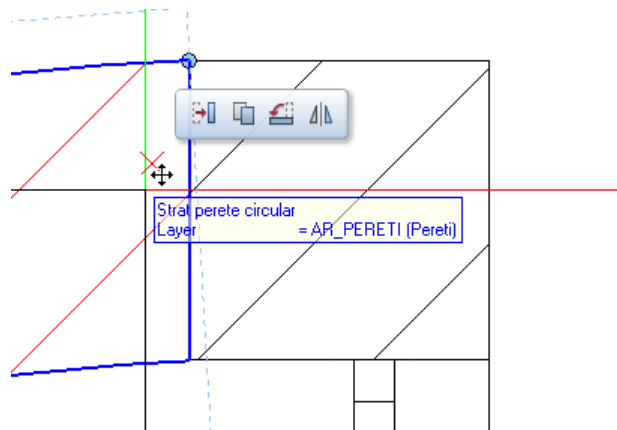 Strat perete circular
Layer = AR_PERETI (Pereti)